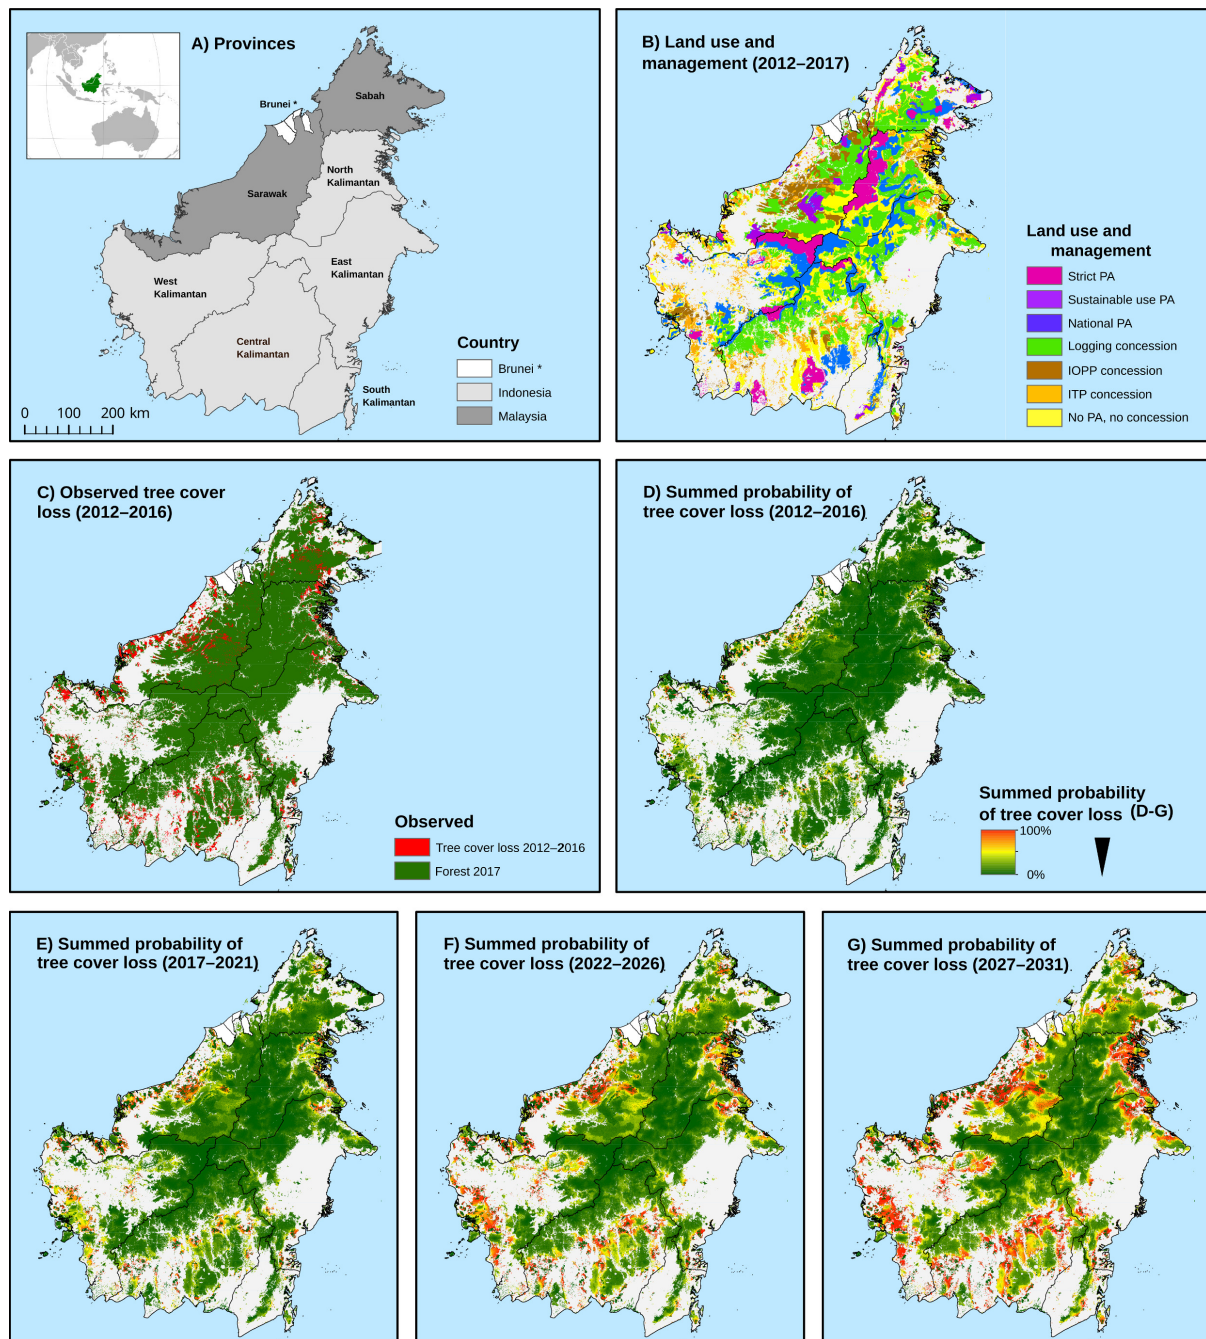 A) Provinces
Brunei *
Sabah
North
Kalimantan
Sarawak
East
Kalimantan
West
Kalimantan
Central
Kalimantan
South
Kalimantan
Country
Brunei *
Indonesia
Malaysia
0 100 200 km
B) Land use and
management (2012–2017)
Land use and
management
Strict PA
Sustainable use PA
National PA
Logging concession
IOPP concession
ITP concession
No PA, no concession
C) Observed tree cover
loss (2012–2016)
Observed
Tree cover loss 2012–2016
Forest 2017
D) Summed probability of
tree cover loss (2012–2016)
Summed probability
of tree cover loss (D-G)
100%
0%
E) Summed probability of
tree cover loss (2017–2021)
F) Summed probability of
tree cover loss (2022–2026)
G) Summed probability of
tree cover loss (2027–2031)